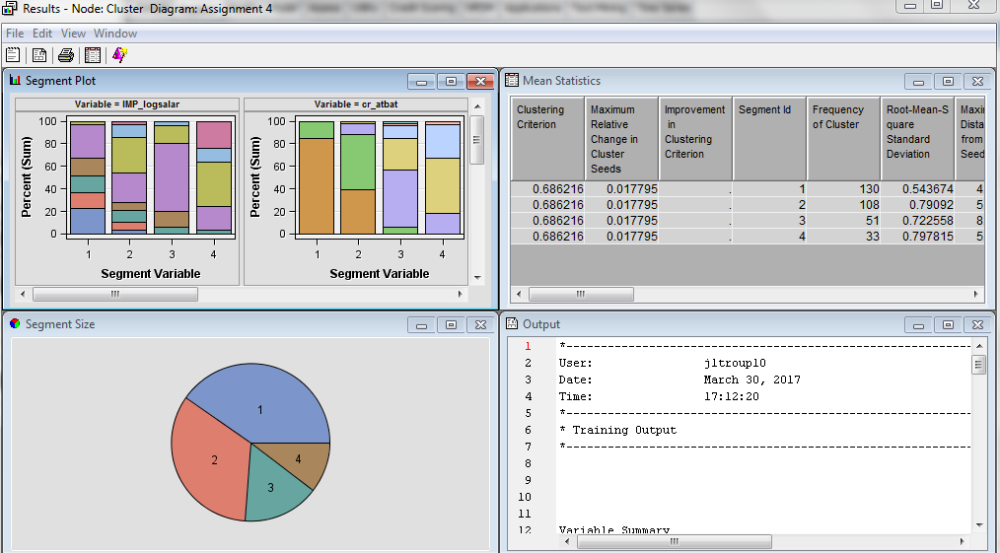 Results - Node: Cluster Diagram: Assignment 4
File Edit View Window
Segment Plot
Variable = IMP_logsalar
Variable = cr_atbat
Percent (Sum)
100
80
60
40
20
0
1 2 3 4
Segment Variable
Percent (Sum)
100
80
60
40
20
0
1 2 3 4
Segment Variable
Mean Statistics
Clustering
Criterion
Maximum
Relative
Change in
Cluster
Seeds
Improvement
in
Clustering
Criterion
Segment Id
Frequency
of Cluster
Root-Mean-S
quare
Standard
Deviation
Maxi
Dista
from
Seed
0.686216 0.017795 . 1 130 0.543674 4
0.686216 0.017795 . 2 108 0.79092 5
0.686216 0.017795 . 3 51 0.722558 8
0.686216 0.017795 . 4 33 0.797815 5
Segment Size
1
2
3
4
Output
1 *------------------------------------------------------------
2 User: jltroup10
3 Date: March 30, 2017
4 Time: 17:12:20
5 *------------------------------------------------------------
6 * Training Output
7 *------------------------------------------------------------
8
9
10
11
12 Variable Summary